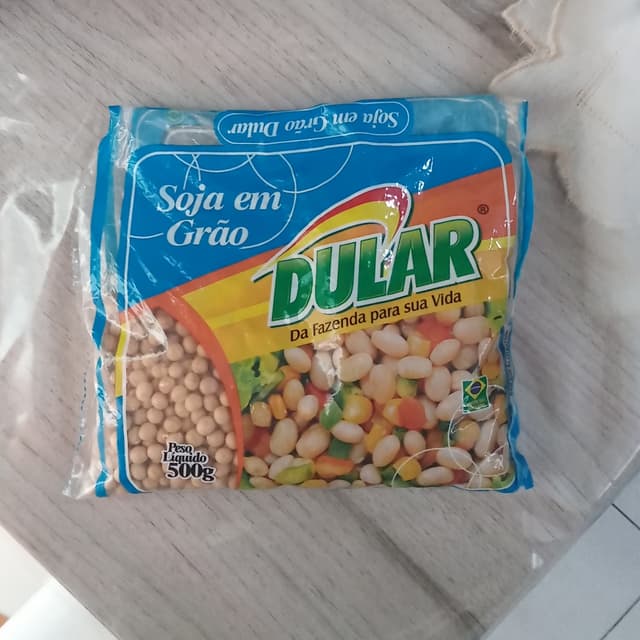 Soja em Grão Dular
Soja em
Grão
DULAR
®
Da Fazenda para sua Vida
Peso
Líquido
500g